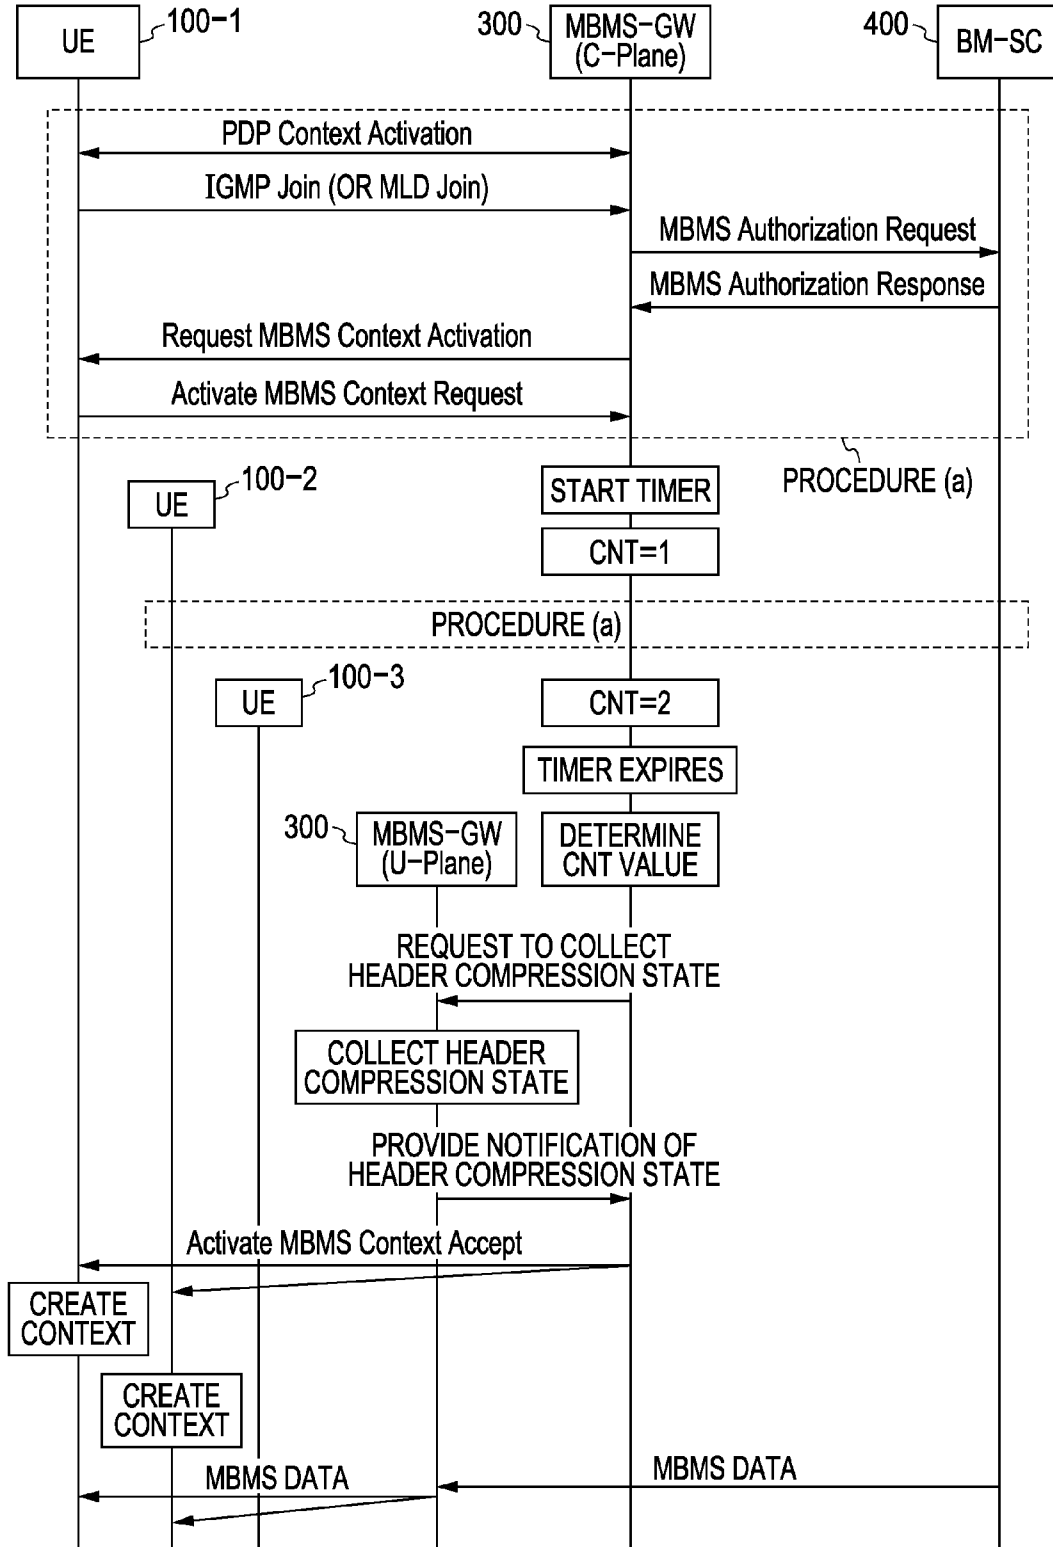 UE
100-1
300
MBMS-GW
(C-Plane)
400
BM-SC
PDP Context Activation
IGMP Join (OR MLD Join)
MBMS Authorization Request
MBMS Authorization Response
Request MBMS Context Activation
Activate MBMS Context Request
PROCEDURE (a)
UE
100-2
START TIMER
CNT=1
PROCEDURE (a)
UE
100-3
CNT=2
TIMER EXPIRES
300
MBMS-GW
(U-Plane)
DETERMINE
CNT VALUE
REQUEST TO COLLECT
HEADER COMPRESSION STATE
COLLECT HEADER
COMPRESSION STATE
PROVIDE NOTIFICATION OF
HEADER COMPRESSION STATE
Activate MBMS Context Accept
CREATE
CONTEXT
CREATE
CONTEXT
MBMS DATA
MBMS DATA